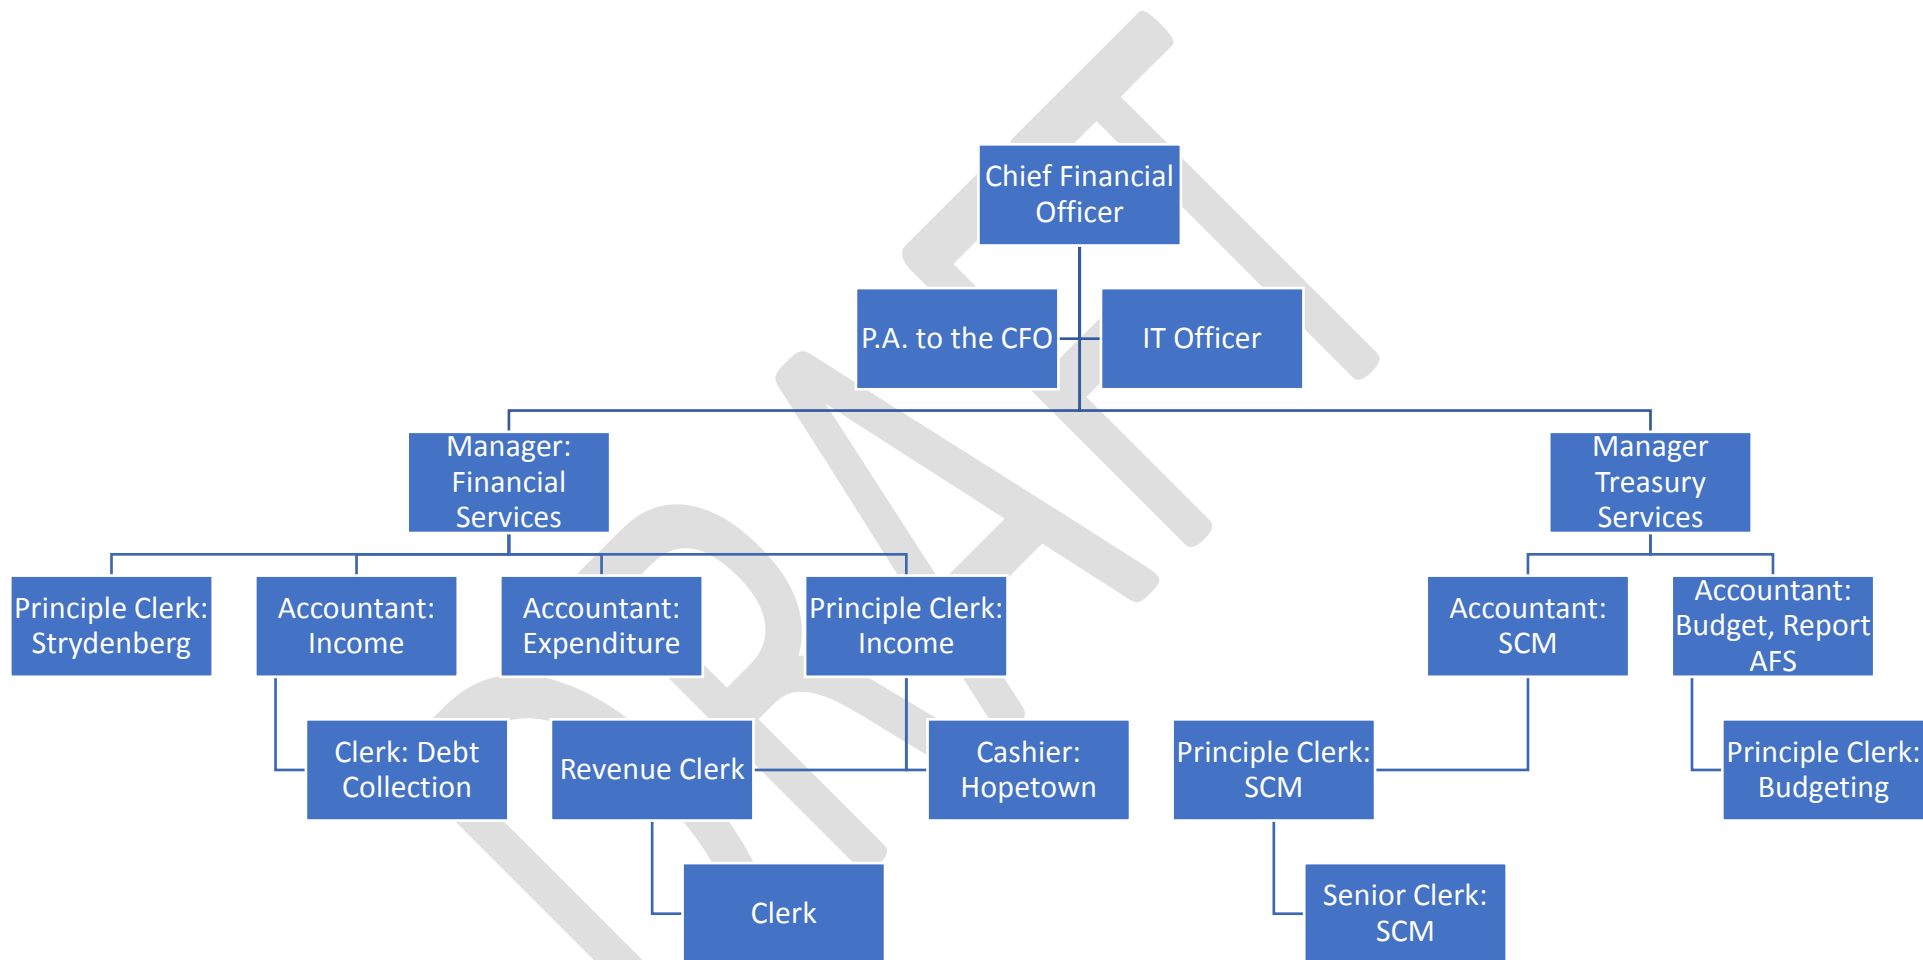 Chief Financial
Officer
P.A. to the CFO
IT Officer
Manager:
Financial
Services
Manager
Treasury
Services
Principle Clerk:
Strydenberg
Accountant:
Income
Accountant:
Expenditure
Principle Clerk:
Income
Accountant:
SCM
Accountant:
Budget, Report
AFS
Clerk: Debt
Collection
Revenue Clerk
Cashier:
Hopetown
Principle Clerk:
SCM
Principle Clerk:
Budgeting
Clerk
Senior Clerk:
SCM
DRAFT